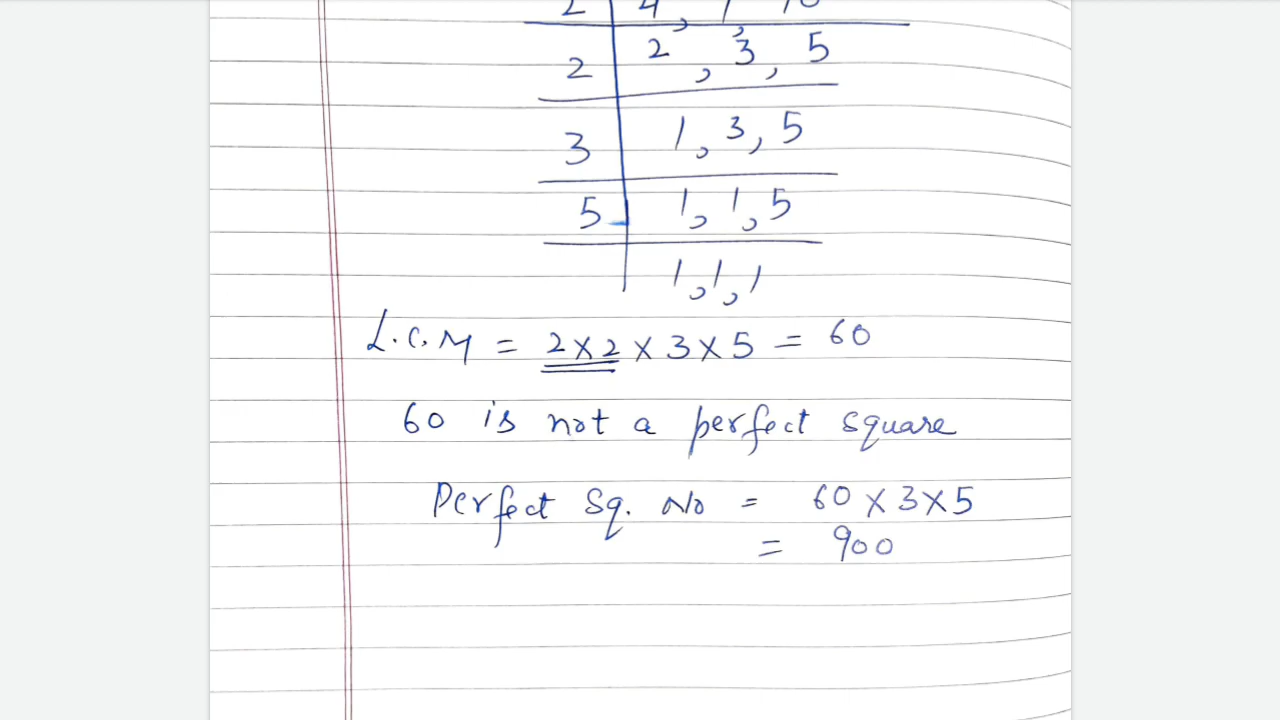 2 2 , 3 , 5
3 1 , 3 , 5
5 1 , 1 , 5
1 , 1 , 1
L.C.M = 2 × 2 × 3 × 5 = 60
60 is not a perfect square
Perfect Sq. No = 60 × 3 × 5
= 900